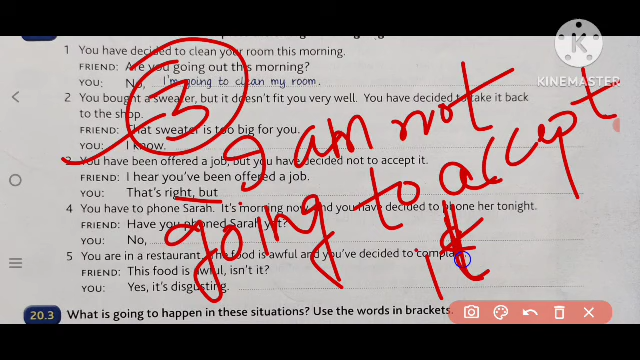 1 You have decided to clean your room this morning.
FRIEND: Are you going out this morning?
YOU: No, I'm going to clean my room.
2 You bought a sweater, but it doesn't fit you very well. You have decided to take it back
to the shop.
FRIEND: That sweater is too big for you.
YOU: I know.
3 You have been offered a job, but you have decided not to accept it.
FRIEND: I hear you've been offered a job.
YOU: That's right, but
4 You have to phone Sarah. It's morning now, and you have decided to phone her tonight.
FRIEND: Have you phoned Sarah yet?
YOU: No,
5 You are in a restaurant. The food is awful and you've decided to complain.
FRIEND: This food is awful, isn't it?
YOU: Yes, it's disgusting.
20.3 What is going to happen in these situations? Use the words in brackets.
3
I am not
going to accept
it
K
KINEMASTER